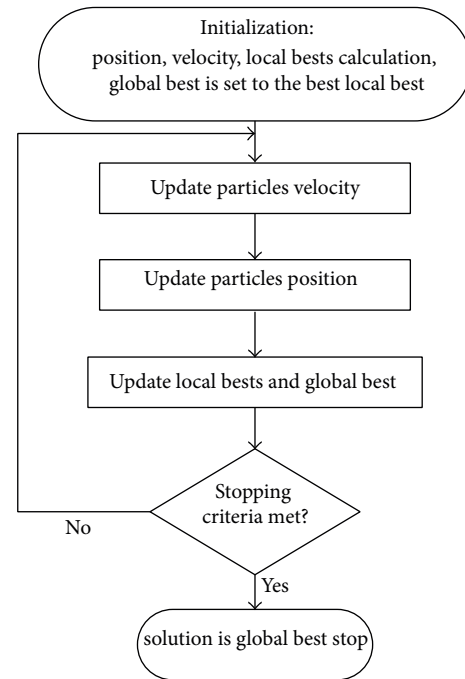 Initialization:
position, velocity, local bests calculation,
global best is set to the best local best
Update particles velocity
Update particles position
Update local bests and global best
Stopping
criteria met?
No
Yes
solution is global best stop